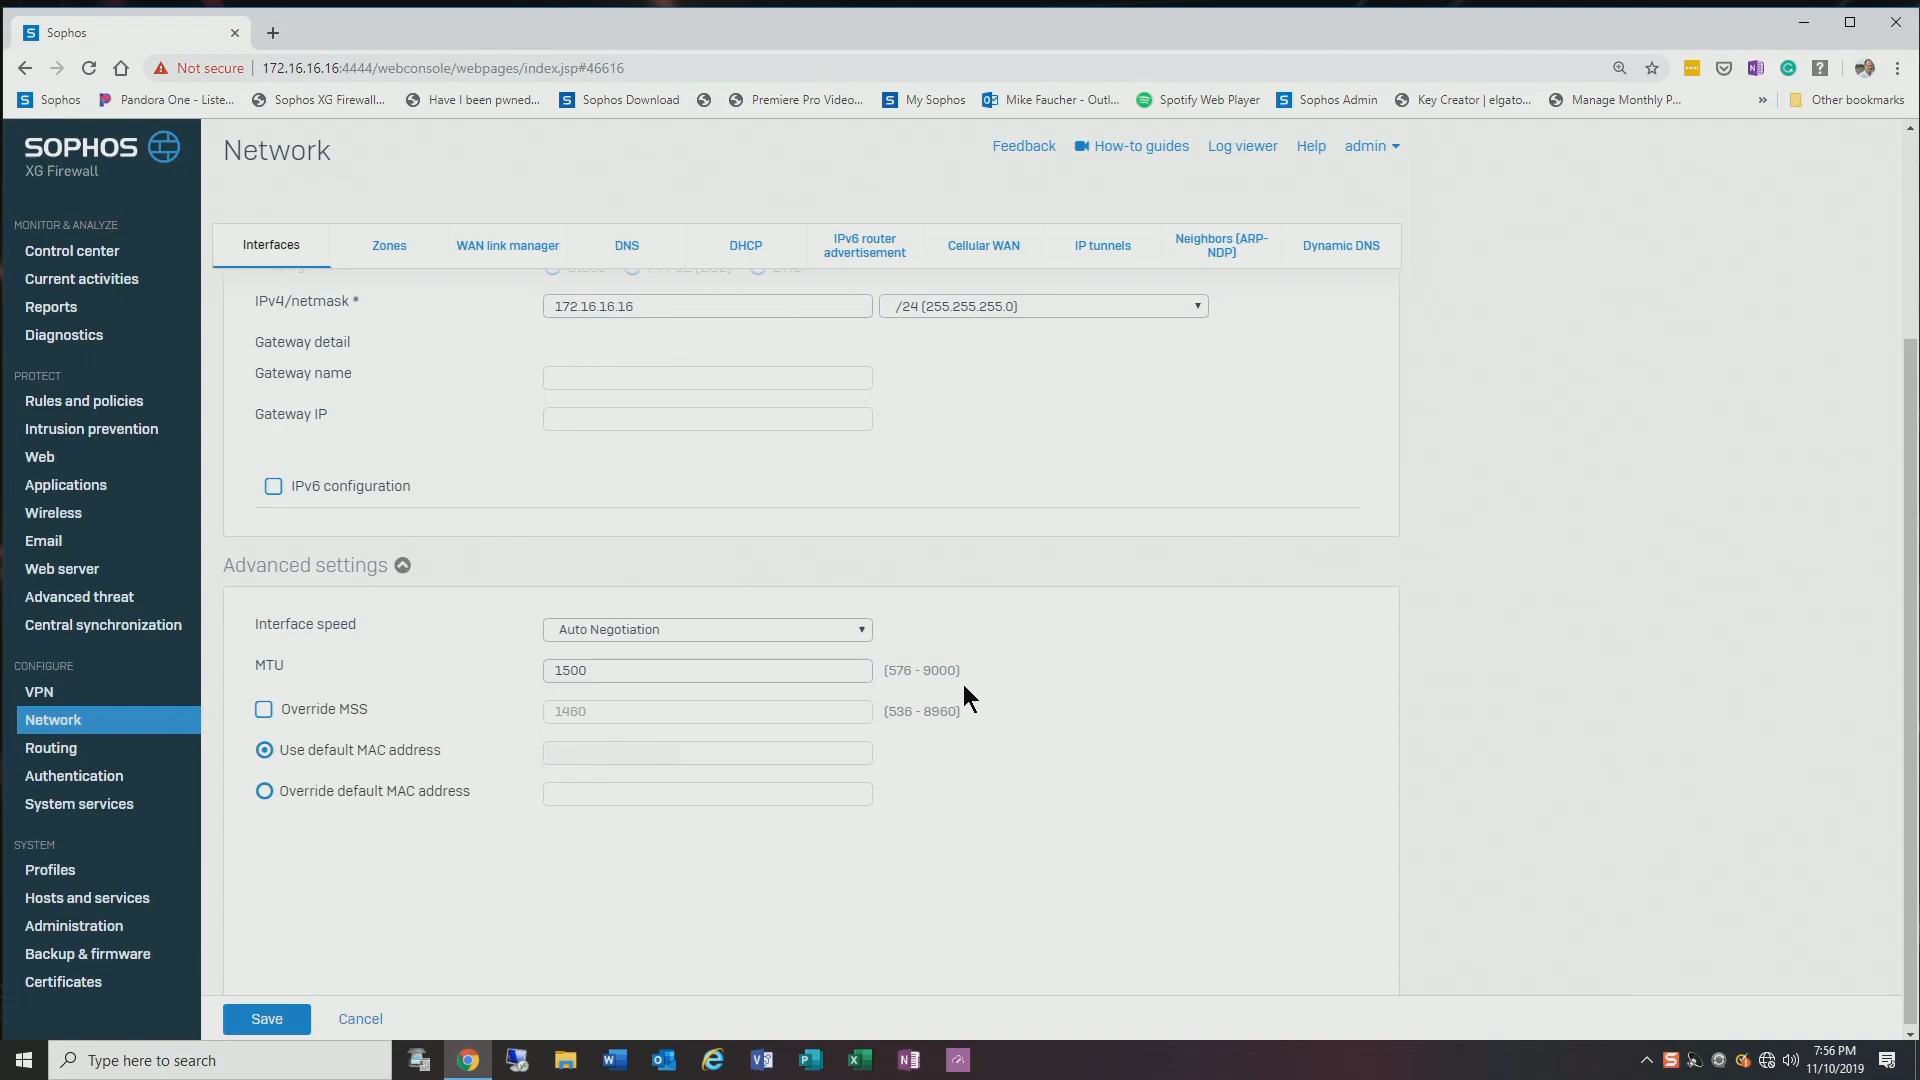 Sophos
Not secure
172.16.16.16:4444/webconsole/webpages/index.jsp#46616
Sophos
Pandora One - Liste...
Sophos XG Firewall...
Have I been pwned...
Sophos Download
Premiere Pro Video...
My Sophos
Mike Faucher - Outl...
Spotify Web Player
Sophos Admin
Key Creator | elgato...
Manage Monthly P...
»
Other bookmarks
SOPHOS
XG Firewall
Network
Feedback
How-to guides
Log viewer
Help
admin
Interfaces
Zones
WAN link manager
DNS
DHCP
IPv6 router
advertisement
Cellular WAN
IP tunnels
Neighbors (ARP-
NDP)
Dynamic DNS
MONITOR & ANALYZE
Control center
Current activities
Reports
Diagnostics
PROTECT
Rules and policies
Intrusion prevention
Web
Applications
Wireless
Email
Web server
Advanced threat
Central synchronization
CONFIGURE
VPN
Network
Routing
Authentication
System services
SYSTEM
Profiles
Hosts and services
Administration
Backup & firmware
Certificates
IPv4/netmask *
172.16.16.16
/24 (255.255.255.0)
Gateway detail
Gateway name
Gateway IP
IPv6 configuration
Advanced settings
Interface speed
Auto Negotiation
MTU
1500
(576 - 9000)
Override MSS
1460
(536 - 8960)
Use default MAC address
Override default MAC address
Save
Cancel
Type here to search
7:56 PM
11/10/2019